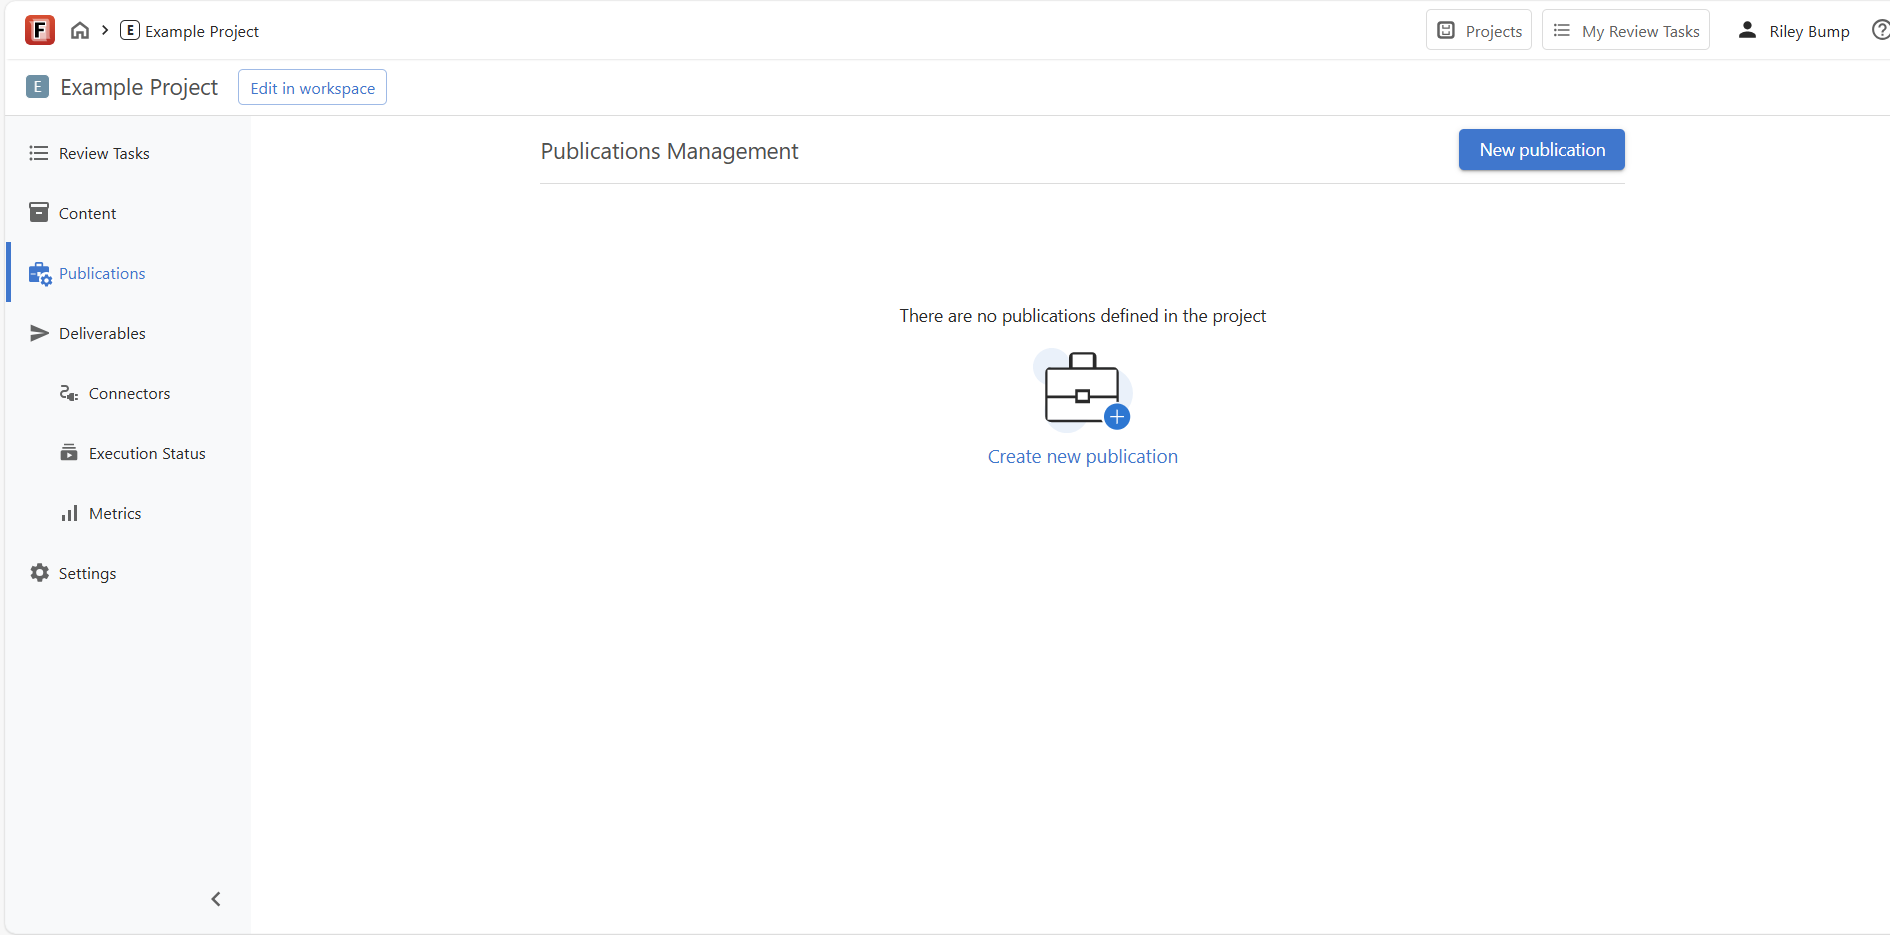 F
E Example Project
Projects
My Review Tasks
Riley Bump
?
E Example Project
Edit in workspace
Review Tasks
Content
Publications
Deliverables
Connectors
Execution Status
Metrics
Settings
Publications Management
New publication
There are no publications defined in the project
Create new publication